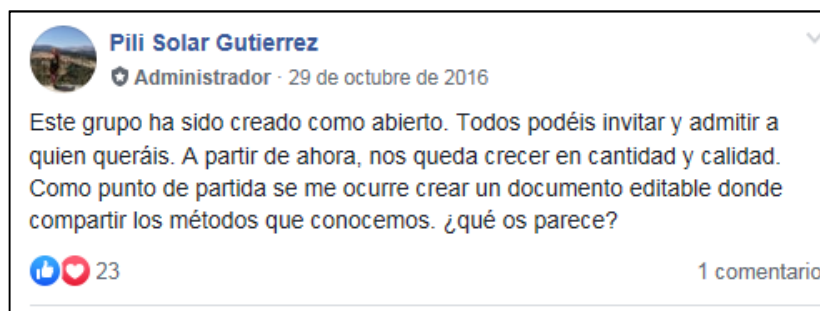 Pili Solar Gutierrez
Administrador · 29 de octubre de 2016
Este grupo ha sido creado como abierto. Todos podéis invitar y admitir a
quien queráis. A partir de ahora, nos queda crecer en cantidad y calidad.
Como punto de partida se me ocurre crear un documento editable donde
compartir los métodos que conocemos. ¿qué os parece?
23 1 comentario